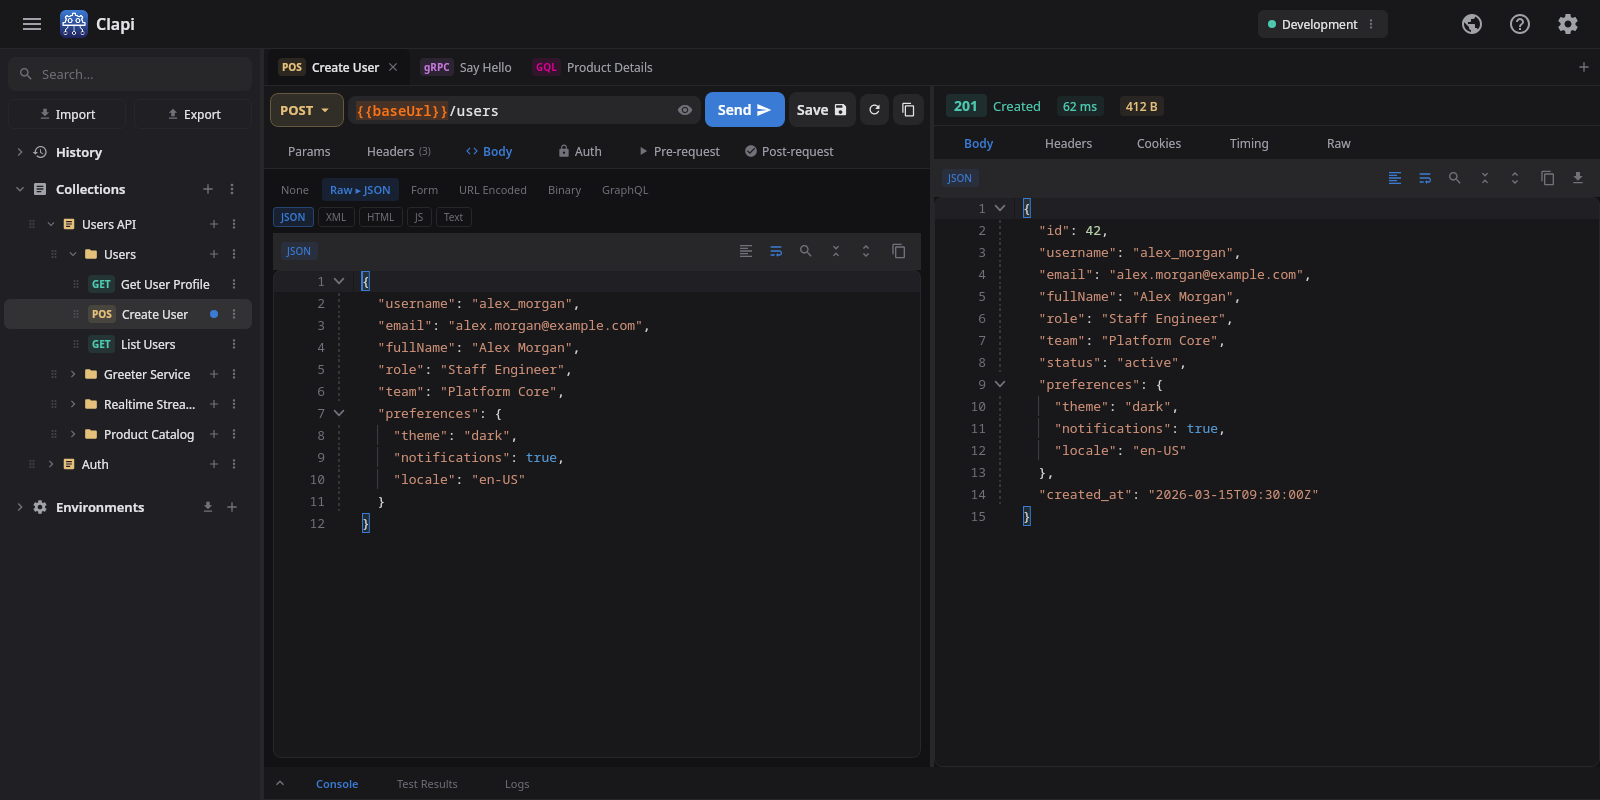 Clapi
Development
Search...
Import
Export
History
Collections
Users API
Users
GET Get User Profile
POS Create User
GET List Users
Greeter Service
Realtime Strea...
Product Catalog
Auth
Environments
POS Create User
gRPC Say Hello
GQL Product Details
POST {{baseUrl}}/users Send Save
Params Headers (3) <> Body Auth Pre-request Post-request
None Raw ▸ JSON Form URL Encoded Binary GraphQL
JSON XML HTML JS Text
JSON
1 {
2 "username": "alex_morgan",
3 "email": "alex.morgan@example.com",
4 "fullName": "Alex Morgan",
5 "role": "Staff Engineer",
6 "team": "Platform Core",
7 "preferences": {
8 "theme": "dark",
9 "notifications": true,
10 "locale": "en-US"
11 }
12 }
201 Created 62 ms 412 B
Body Headers Cookies Timing Raw
JSON
1 {
2 "id": 42,
3 "username": "alex_morgan",
4 "email": "alex.morgan@example.com",
5 "fullName": "Alex Morgan",
6 "role": "Staff Engineer",
7 "team": "Platform Core",
8 "status": "active",
9 "preferences": {
10 "theme": "dark",
11 "notifications": true,
12 "locale": "en-US"
13 },
14 "created_at": "2026-03-15T09:30:00Z"
15 }
Console Test Results Logs